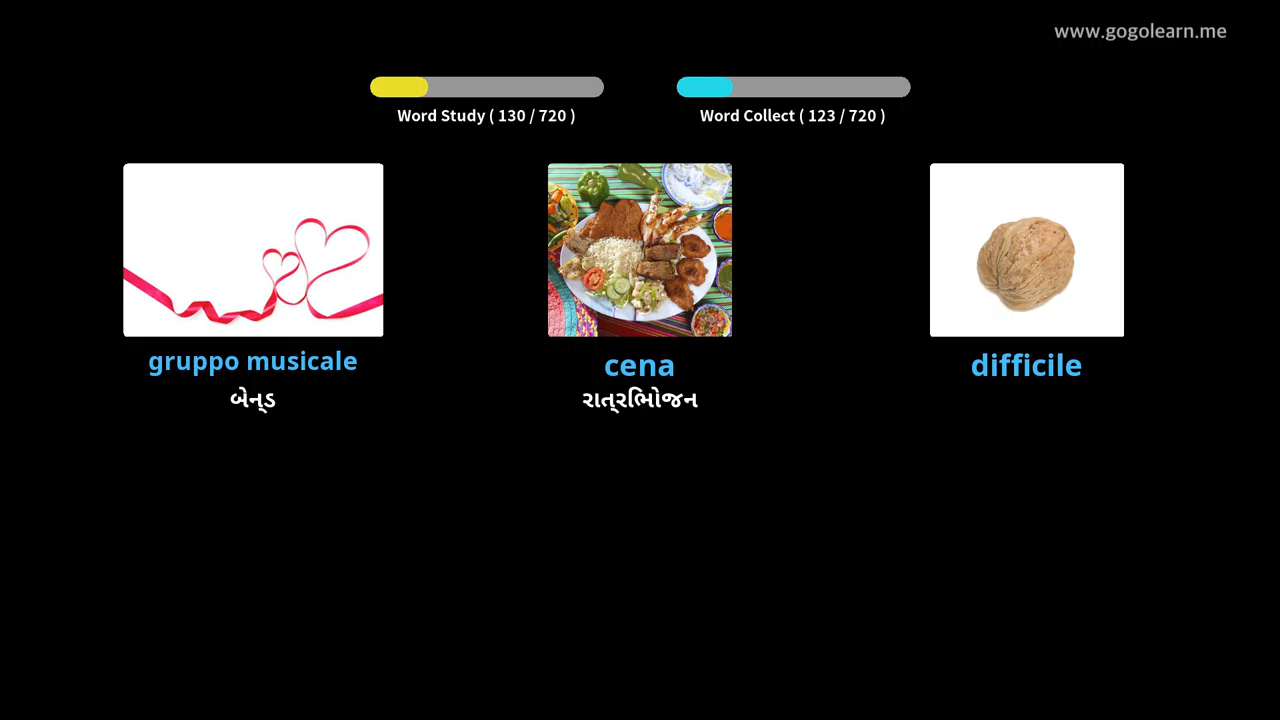 www.gogolearn.me
Word Study ( 130 / 720 )
Word Collect ( 123 / 720 )
gruppo musicale
cena
difficile
બેન્ડ
રાત્રિભોજન